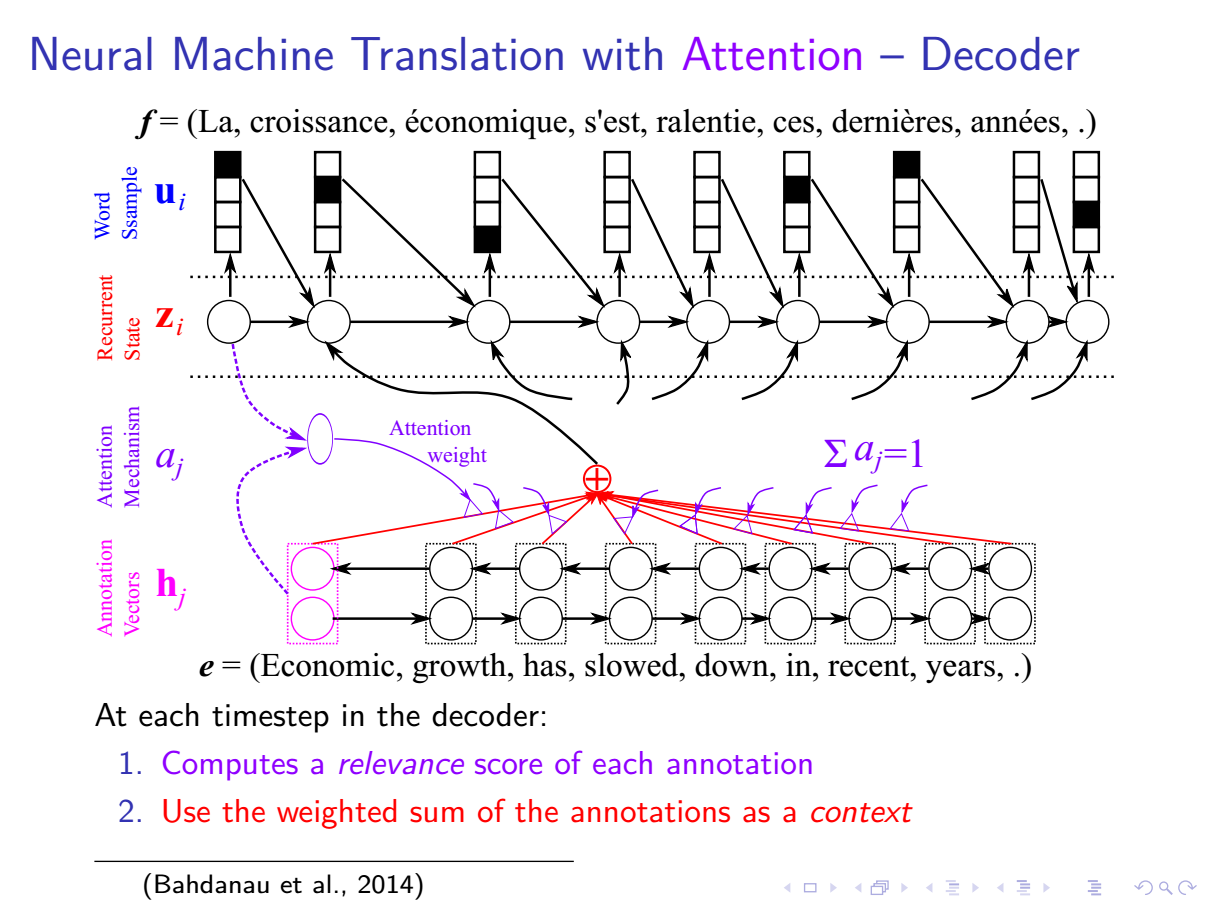 Neural Machine Translation with Attention – Decoder
f = (La, croissance, économique, s'est, ralentie, ces, dernières, années, .)
Word
Ssample
u_i
Recurrent
State
z_i
Attention
Mechanism
a_j
Attention
weight
Σ a_j=1
Annotation
Vectors
h_j
e = (Economic, growth, has, slowed, down, in, recent, years, .)
At each timestep in the decoder:
1. Computes a relevance score of each annotation
2. Use the weighted sum of the annotations as a context
(Bahdanau et al., 2014)